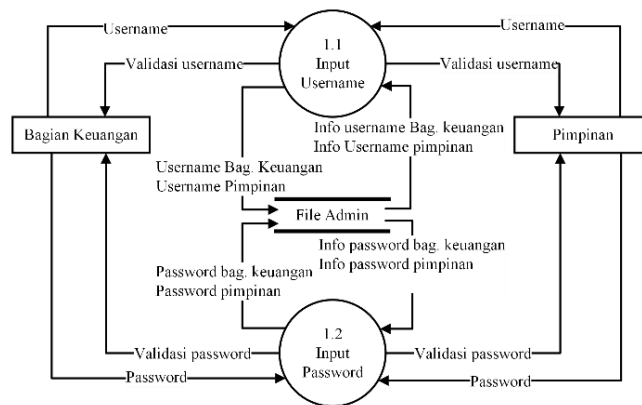 Username
1.1
Input
Username
Username
Validasi username
Validasi username
Bagian Keuangan
Info username Bag. keuangan
Info Username pimpinan
Pimpinan
Username Bag. Keuangan
Username Pimpinan
File Admin
Info password bag. keuangan
Info password pimpinan
Password bag. keuangan
Password pimpinan
1.2
Input
Password
Validasi password
Validasi password
Password
Password